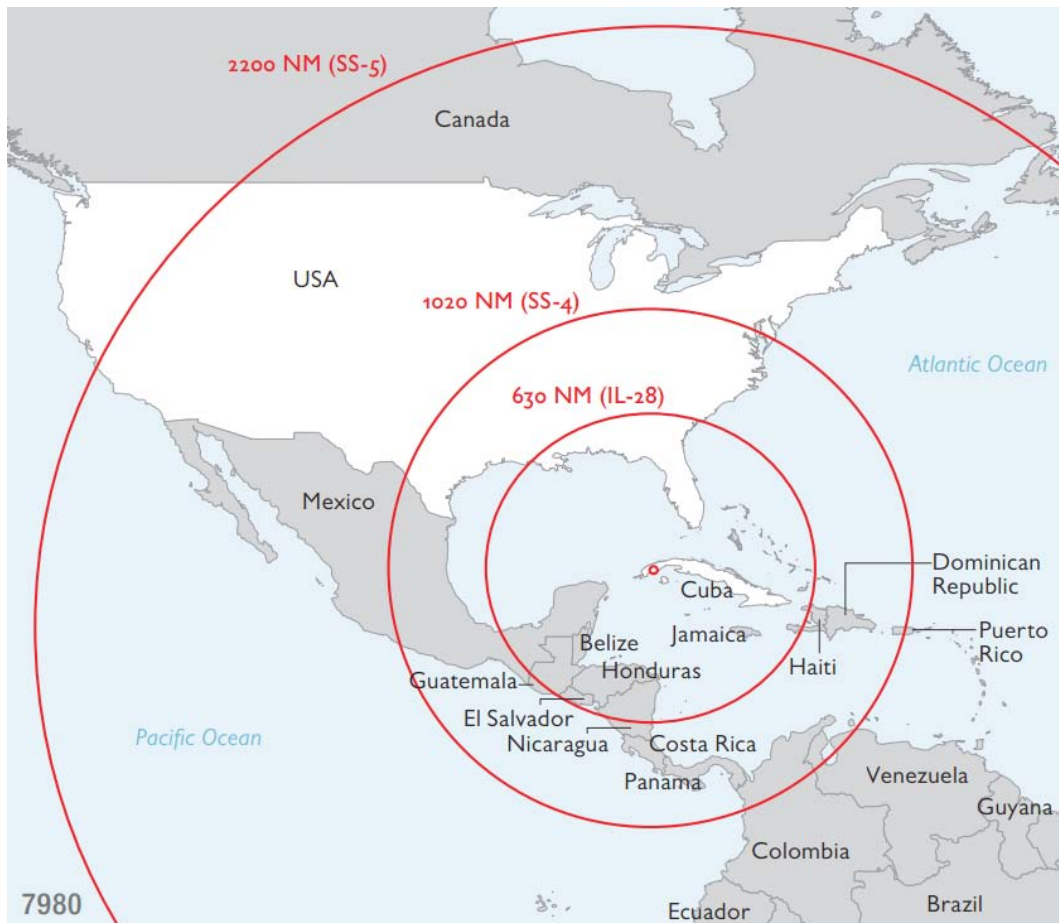 2200 NM (SS-5)
Canada
USA
1020 NM (SS-4)
Atlantic Ocean
630 NM (IL-28)
Mexico
Dominican
Republic
Cuba
Puerto
Rico
Jamaica
Belize
Haiti
Honduras
Guatemala
El Salvador
Pacific Ocean
Nicaragua
Costa Rica
Panama
Venezuela
Guyana
Colombia
7980
Ecuador
Brazil